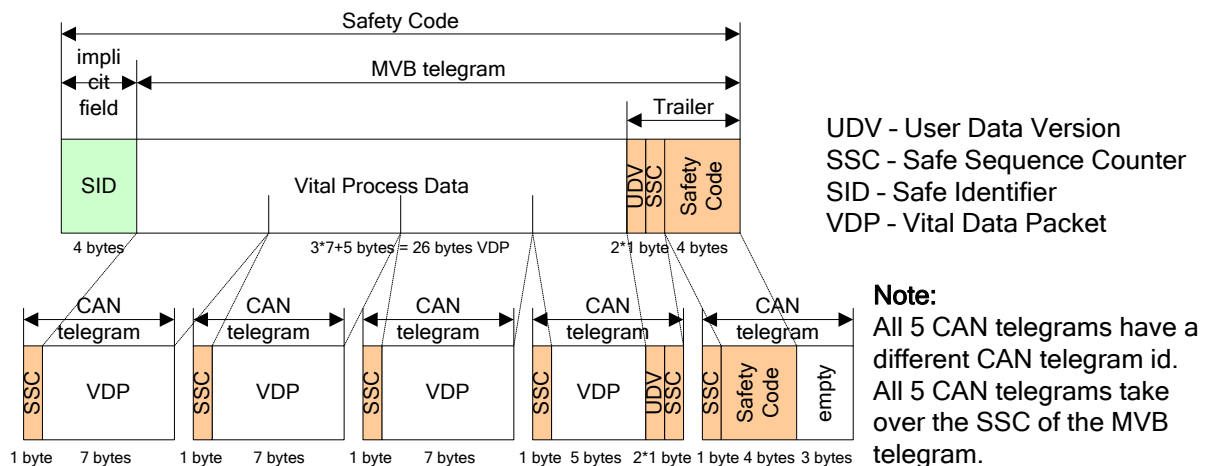 Safety Code
impli
cit
field
MVB telegram
Trailer
SID
Vital Process Data
UDV
SSC
Safety
Code
4 bytes
3*7+5 bytes = 26 bytes VDP
2*1 byte
4 bytes
UDV - User Data Version
SSC - Safe Sequence Counter
SID - Safe Identifier
VDP - Vital Data Packet
CAN
telegram
SSC
VDP
1 byte
7 bytes
CAN
telegram
SSC
VDP
1 byte
7 bytes
CAN
telegram
SSC
VDP
1 byte
7 bytes
CAN
telegram
SSC
VDP
UDV
SSC
1 byte
5 bytes
2*1 byte
CAN
telegram
SSC
Safety
Code
empty
1 byte
4 bytes
3 bytes
Note:
All 5 CAN telegrams have a
different CAN telegram id.
All 5 CAN telegrams take
over the SSC of the MVB
telegram.